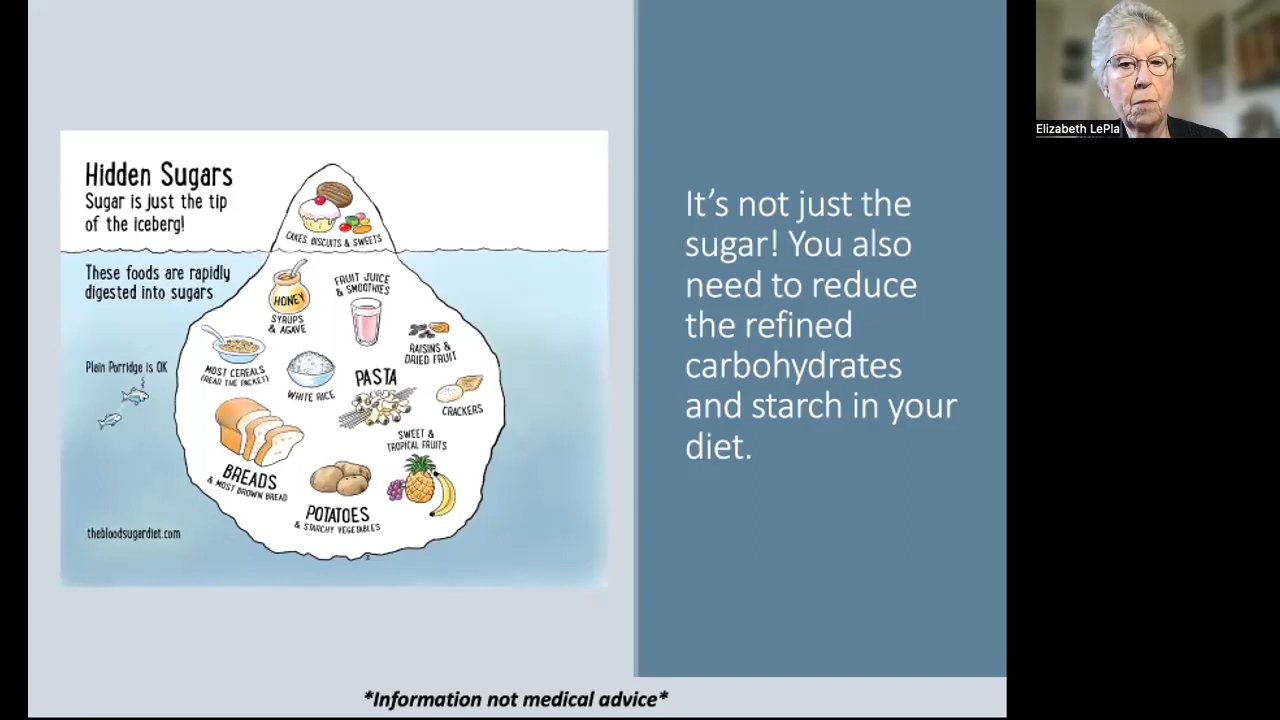 Hidden Sugars
Sugar is just the tip
of the iceberg!
CAKES, BISCUITS & SWEETS
These foods are rapidly
digested into sugars
HONEY
SYRUPS
& AGAVE
FRUIT JUICE
& SMOOTHIES
RAISINS &
DRIED FRUIT
MOST CEREALS
(READ THE PACKET)
WHITE RICE
PASTA
CRACKERS
Plain Porridge is OK
SWEET &
TROPICAL FRUITS
BREADS
& MOST BROWN BREAD
POTATOES
& STARCHY VEGETABLES
thebloodsugardiet.com
It's not just the
sugar! You also
need to reduce
the refined
carbohydrates
and starch in your
diet.
*Information not medical advice*
Elizabeth LePla